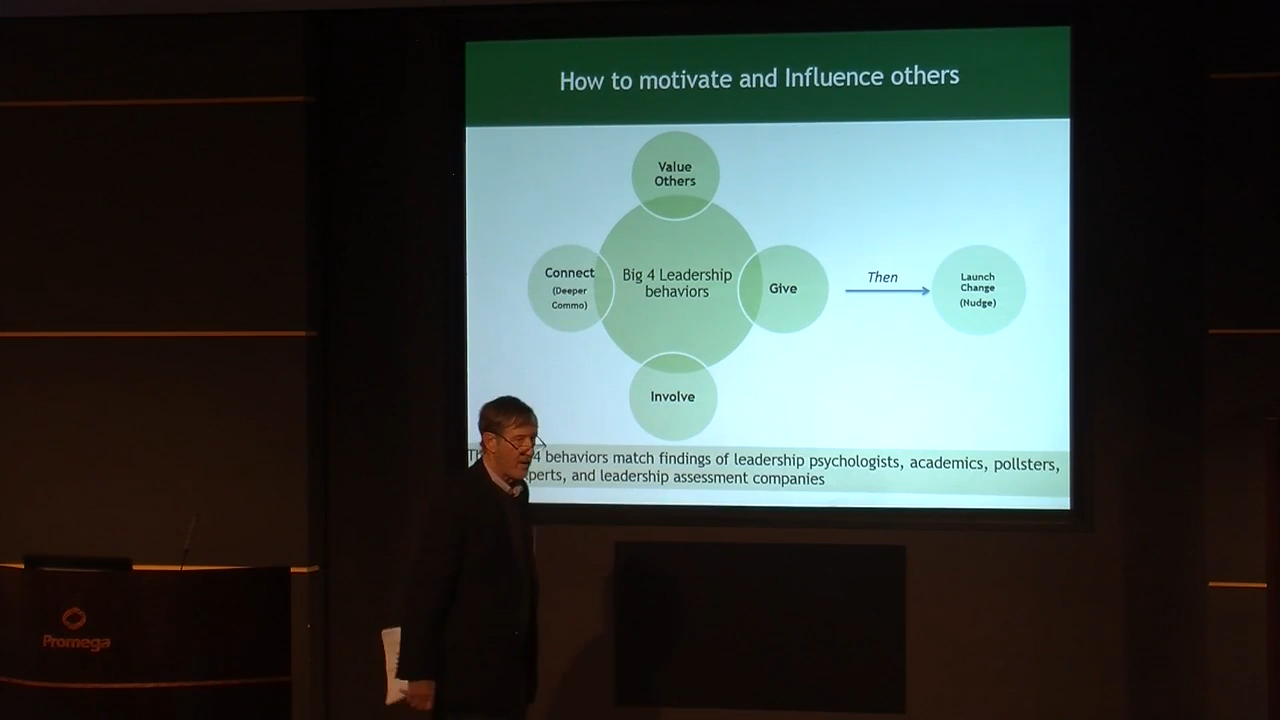 How to motivate and Influence others
Value
Others
Connect
(Deeper
Commo)
Big 4 Leadership
behaviors
Give
Then
Launch
Change
(Nudge)
Involve
4 behaviors match findings of leadership psychologists, academics, pollsters,
perts, and leadership assessment companies
Promega